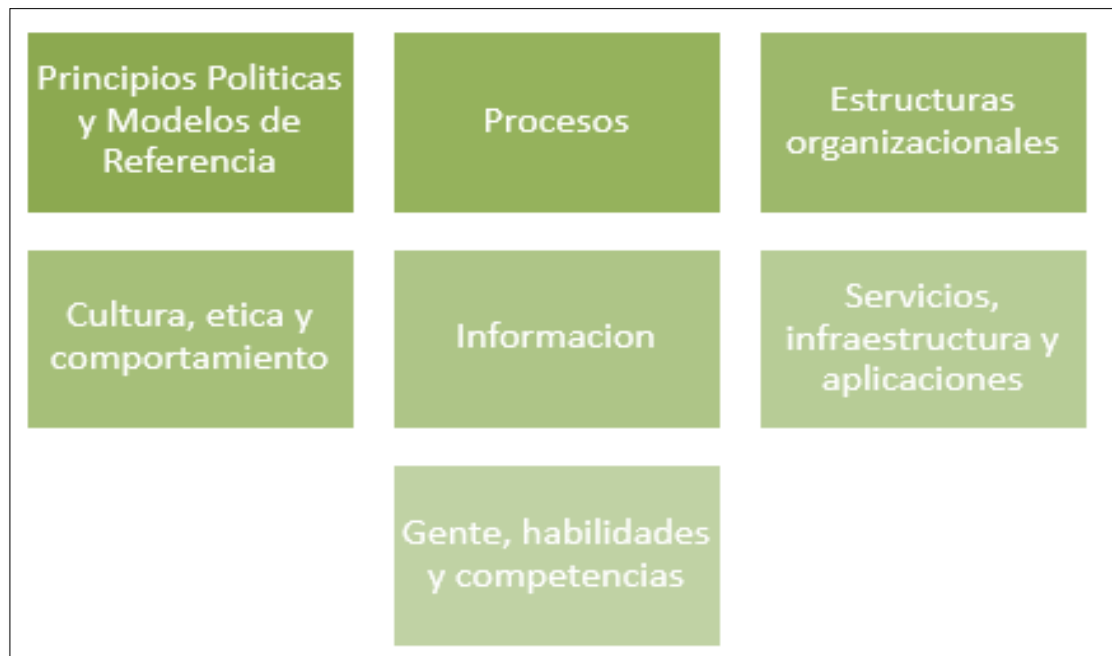 Principios Politicas
y Modelos de
Referencia
Procesos
Estructuras
organizacionales
Cultura, etica y
comportamiento
Informacion
Servicios,
infraestructura y
aplicaciones
Gente, habilidades
y competencias